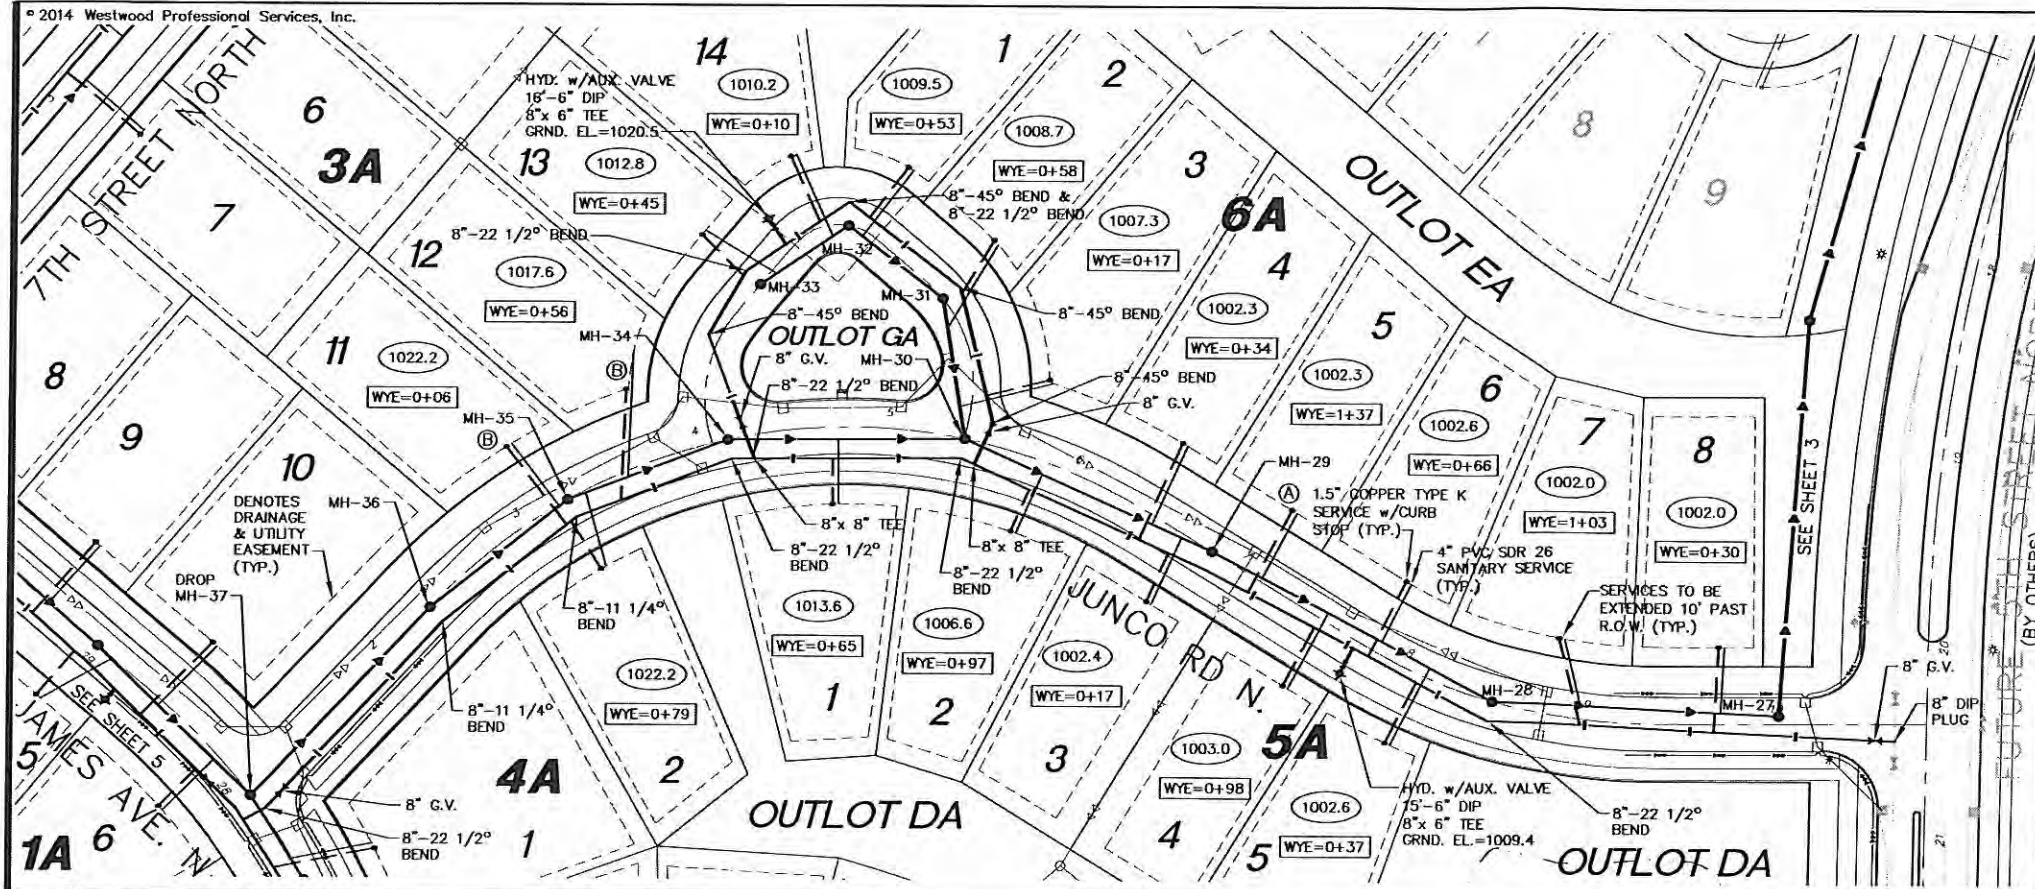 © 2014 Westwood Professional Services, Inc.
7TH STREET NORTH
6
3A
7
8
9
10
11
1022.2
WYE=0+06
12
1017.6
WYE=0+56
13
1012.8
WYE=0+45
14
1010.2
WYE=0+10
HYD. w/AUX. VALVE
16'-6" DIP
8"x 6" TEE
GRND. EL.=1020.5
8"-22 1/2° BEND
1
1009.5
WYE=0+53
2
1008.7
WYE=0+58
8"-45° BEND &
8"-22 1/2° BEND
3
1007.3
WYE=0+17
6A
4
1002.3
WYE=0+34
5
1002.3
WYE=1+37
6
1002.6
WYE=0+66
7
1002.0
WYE=1+03
8
1002.0
WYE=0+30
OUTLOT EA
8
9
MH-32
MH-33
MH-31
8"-45° BEND
8"-45° BEND
OUTLOT GA
MH-34
8" G.V.
MH-30
8"-22 1/2° BEND
8"-45° BEND
8" G.V.
5
4
6
B
B
MH-35
MH-36
3
2
DENOTES
DRAINAGE
& UTILITY
EASEMENT
(TYP.)
DROP
MH-37
MH-29
A
1.5" COPPER TYPE K
SERVICE w/CURB
STOP (TYP.)
4" PVC SDR 26
SANITARY SERVICE
(TYP.)
SERVICES TO BE
EXTENDED 10' PAST
R.O.W. (TYP.)
SEE SHEET 3
8"x 8" TEE
8"-22 1/2°
BEND
8"x 8" TEE
8"-22 1/2°
BEND
8"-11 1/4°
BEND
8"-11 1/4°
BEND
JUNCO RD N.
MH-28
MH-27
8" G.V.
8" DIP
PLUG
(BY OTHERS)
19
20
21
29
28
SEE SHEET 5
JAMES AVE. N
5
6
1A
8" G.V.
8"-22 1/2°
BEND
4A
1
2
1022.2
WYE=0+79
OUTLOT DA
1013.6
WYE=0+65
1
1006.6
WYE=0+97
2
1002.4
WYE=0+17
3
1003.0
WYE=0+98
4
5A
1002.6
WYE=0+37
5
HYD. w/AUX. VALVE
15'-6" DIP
8"x 6" TEE
GRND. EL.=1009.4
8"-22 1/2°
BEND
OUTLOT DA